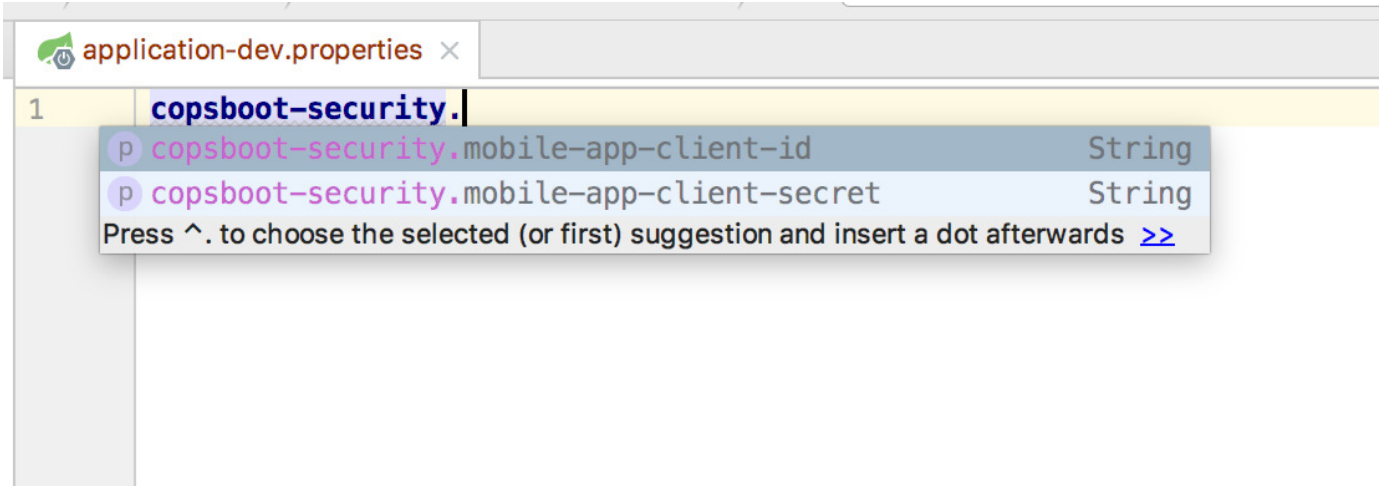 application-dev.properties ×
1 copsboot-security.
p copsboot-security.mobile-app-client-id String
p copsboot-security.mobile-app-client-secret String
Press ^. to choose the selected (or first) suggestion and insert a dot afterwards >>